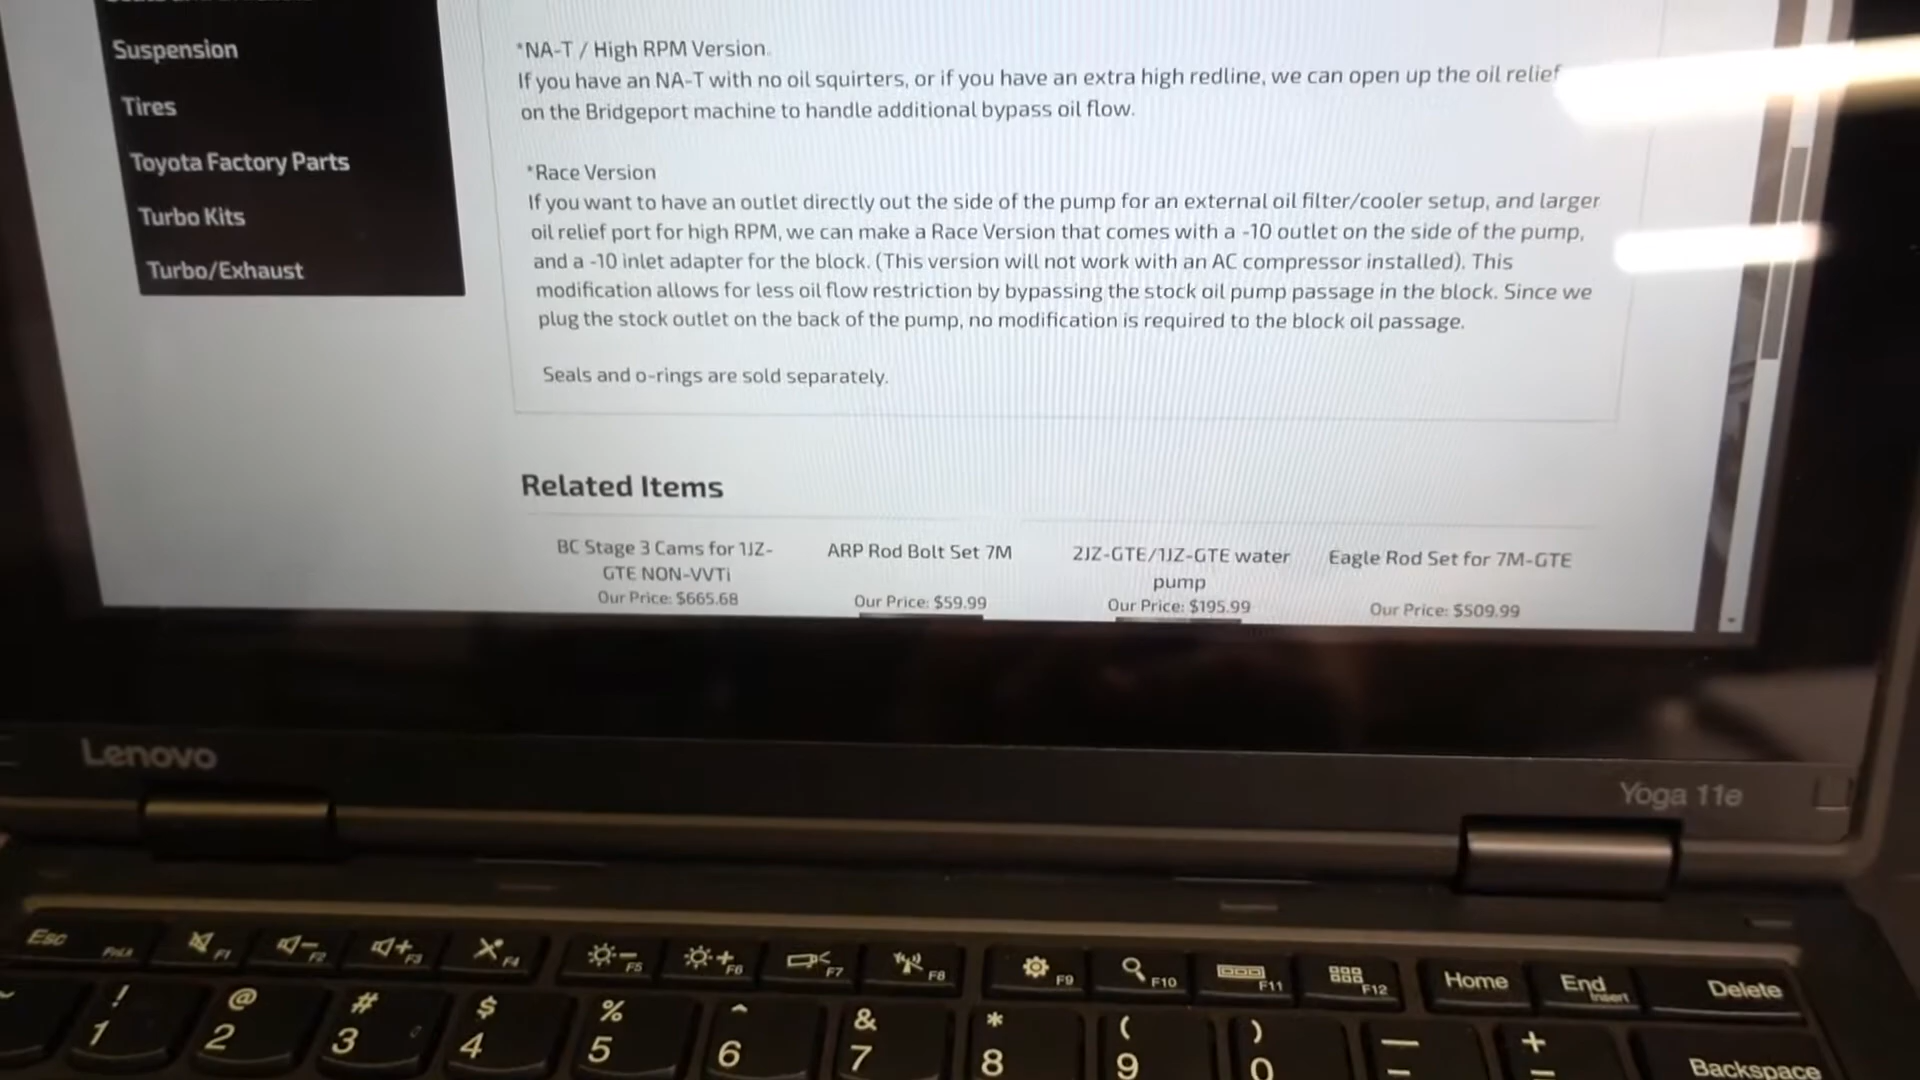 Suspension
Tires
Toyota Factory Parts
Turbo Kits
Turbo/Exhaust
*NA-T / High RPM Version
If you have an NA-T with no oil squirters, or if you have an extra high redline, we can open up the oil relief
on the Bridgeport machine to handle additional bypass oil flow.
*Race Version
If you want to have an outlet directly out the side of the pump for an external oil filter/cooler setup, and larger
oil relief port for high RPM, we can make a Race Version that comes with a -10 outlet on the side of the pump,
and a -10 inlet adapter for the block. (This version will not work with an AC compressor installed). This
modification allows for less oil flow restriction by bypassing the stock oil pump passage in the block. Since we
plug the stock outlet on the back of the pump, no modification is required to the block oil passage.
Seals and o-rings are sold separately.
Related Items
BC Stage 3 Cams for 1JZ-
GTE NON-VVTi
Our Price: $665.68
ARP Rod Bolt Set 7M
Our Price: $59.99
2JZ-GTE/1JZ-GTE water
pump
Our Price: $195.99
Eagle Rod Set for 7M-GTE
Our Price: $509.99
Lenovo
Yoga 11e
Esc FnLk F1 F2 F3 F4 F5 F6 F7 F8 F9 F10 F11 F12 Home End Insert Delete
! @ # $ % ^ & * ( ) — +
1 2 3 4 5 6 7 8 9 0 – = Backspace